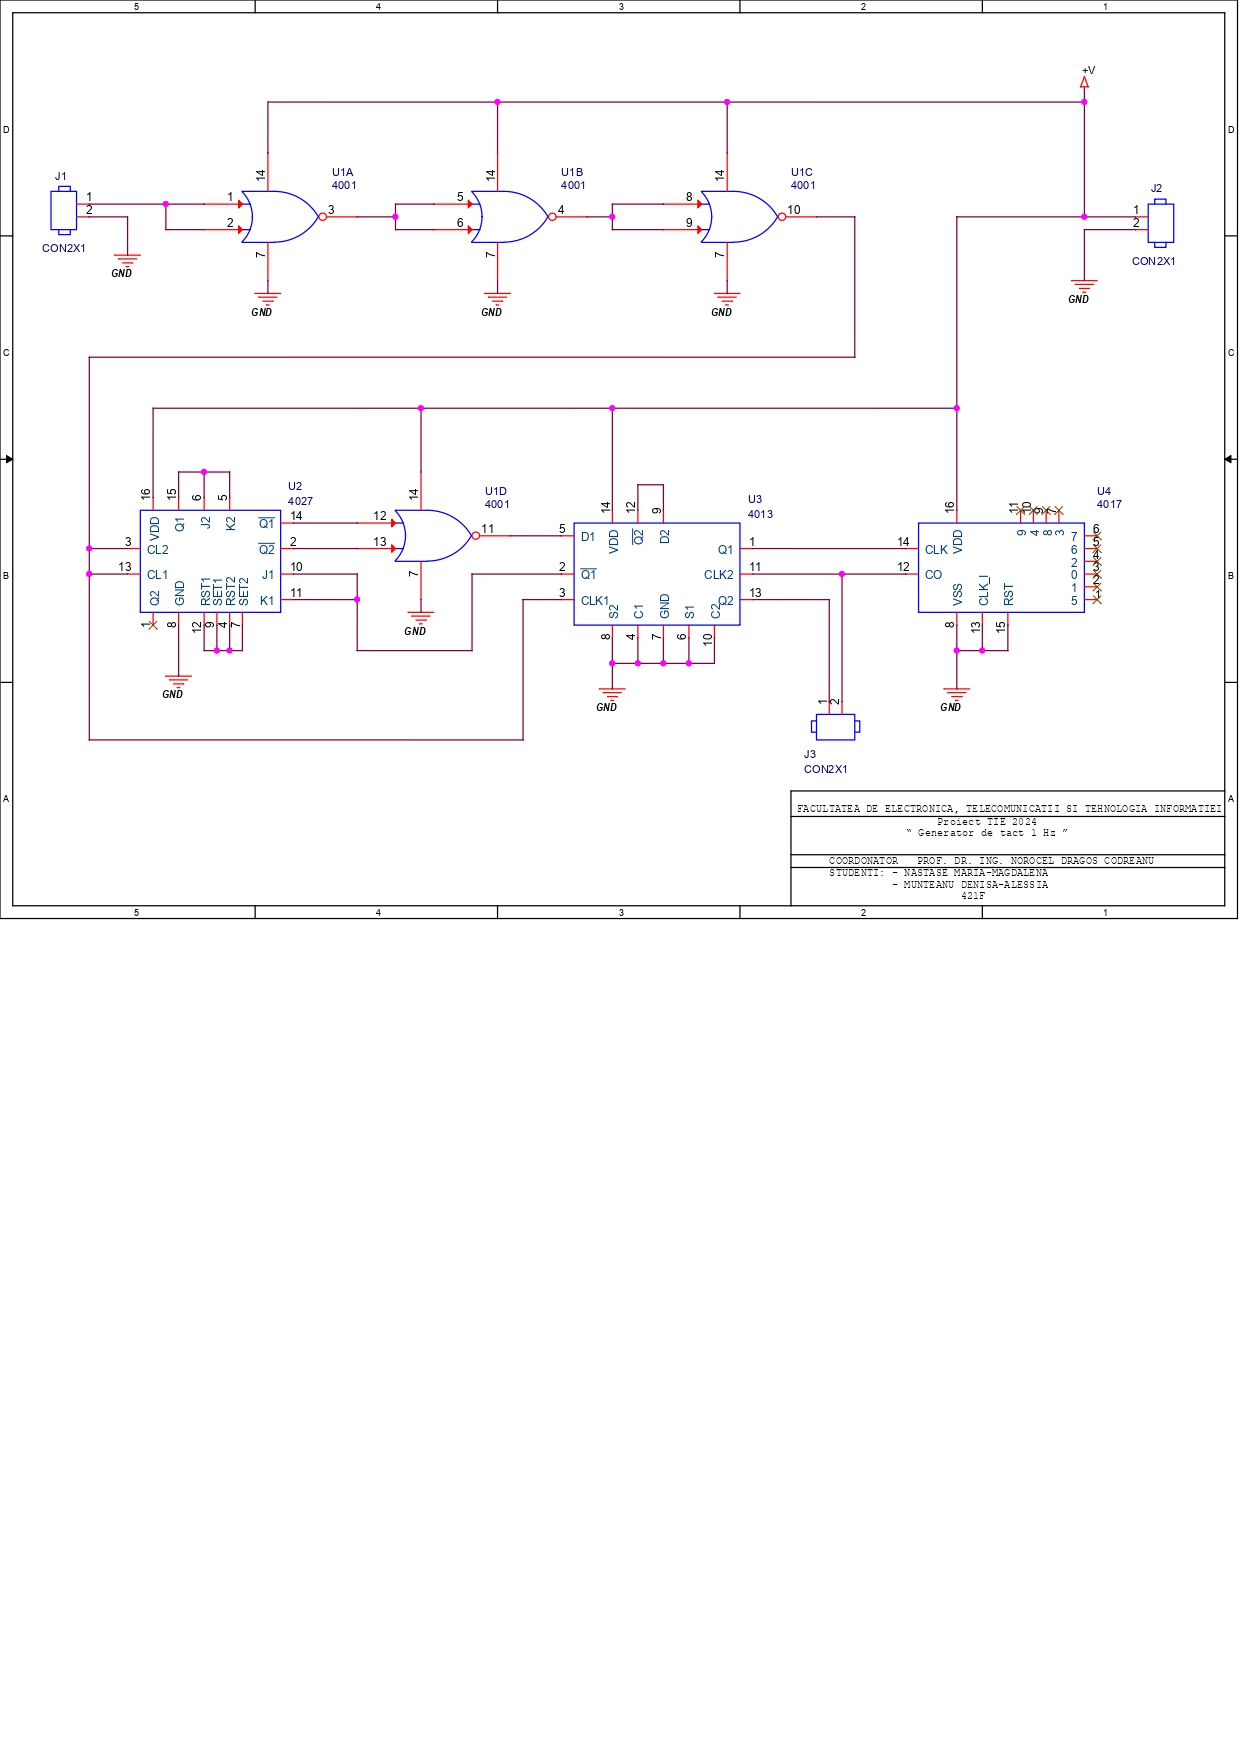 5 4 3 2 1
+V
D D
J1
1
2
CON2X1
GND
14
1
2
7
3
U1A
4001
GND
14
5
6
7
4
U1B
4001
GND
14
8
9
7
10
U1C
4001
GND
J2
1
2
CON2X1
GND
C C
16 15 6 5
VDD Q1 J2 K2
U2
4027
3 CL2
13 CL1
Q1 14
Q2 2
J1 10
K1 11
Q2 GND RST1 SET1 RST2 SET2
1 8 12 9 4 7
GND
14
12
13
7
11
U1D
4001
GND
14 12 9
VDD Q2 D2
U3
4013
5 D1
2 Q1
3 CLK1
Q1 1
CLK2 11
Q2 13
S2 C1 GND S1 C2
8 4 7 6 10
GND
16 11 10 9 7
VDD 9 4 8 3
U4
4017
14 CLK
12 CO
7 6
6 5
2 4
0 3
1 2
5 1
VSS CLK_I RST
8 13 15
GND
B B
1 2
J3
CON2X1
A A
FACULTATEA DE ELECTRONICA, TELECOMUNICATII SI TEHNOLOGIA INFORMATIEI
Proiect TIE 2024
“ Generator de tact 1 Hz ”
COORDONATOR PROF. DR. ING. NOROCEL DRAGOS CODREANU
STUDENTI: - NASTASE MARIA-MAGDALENA
- MUNTEANU DENISA-ALESSIA
421F
5 4 3 2 1